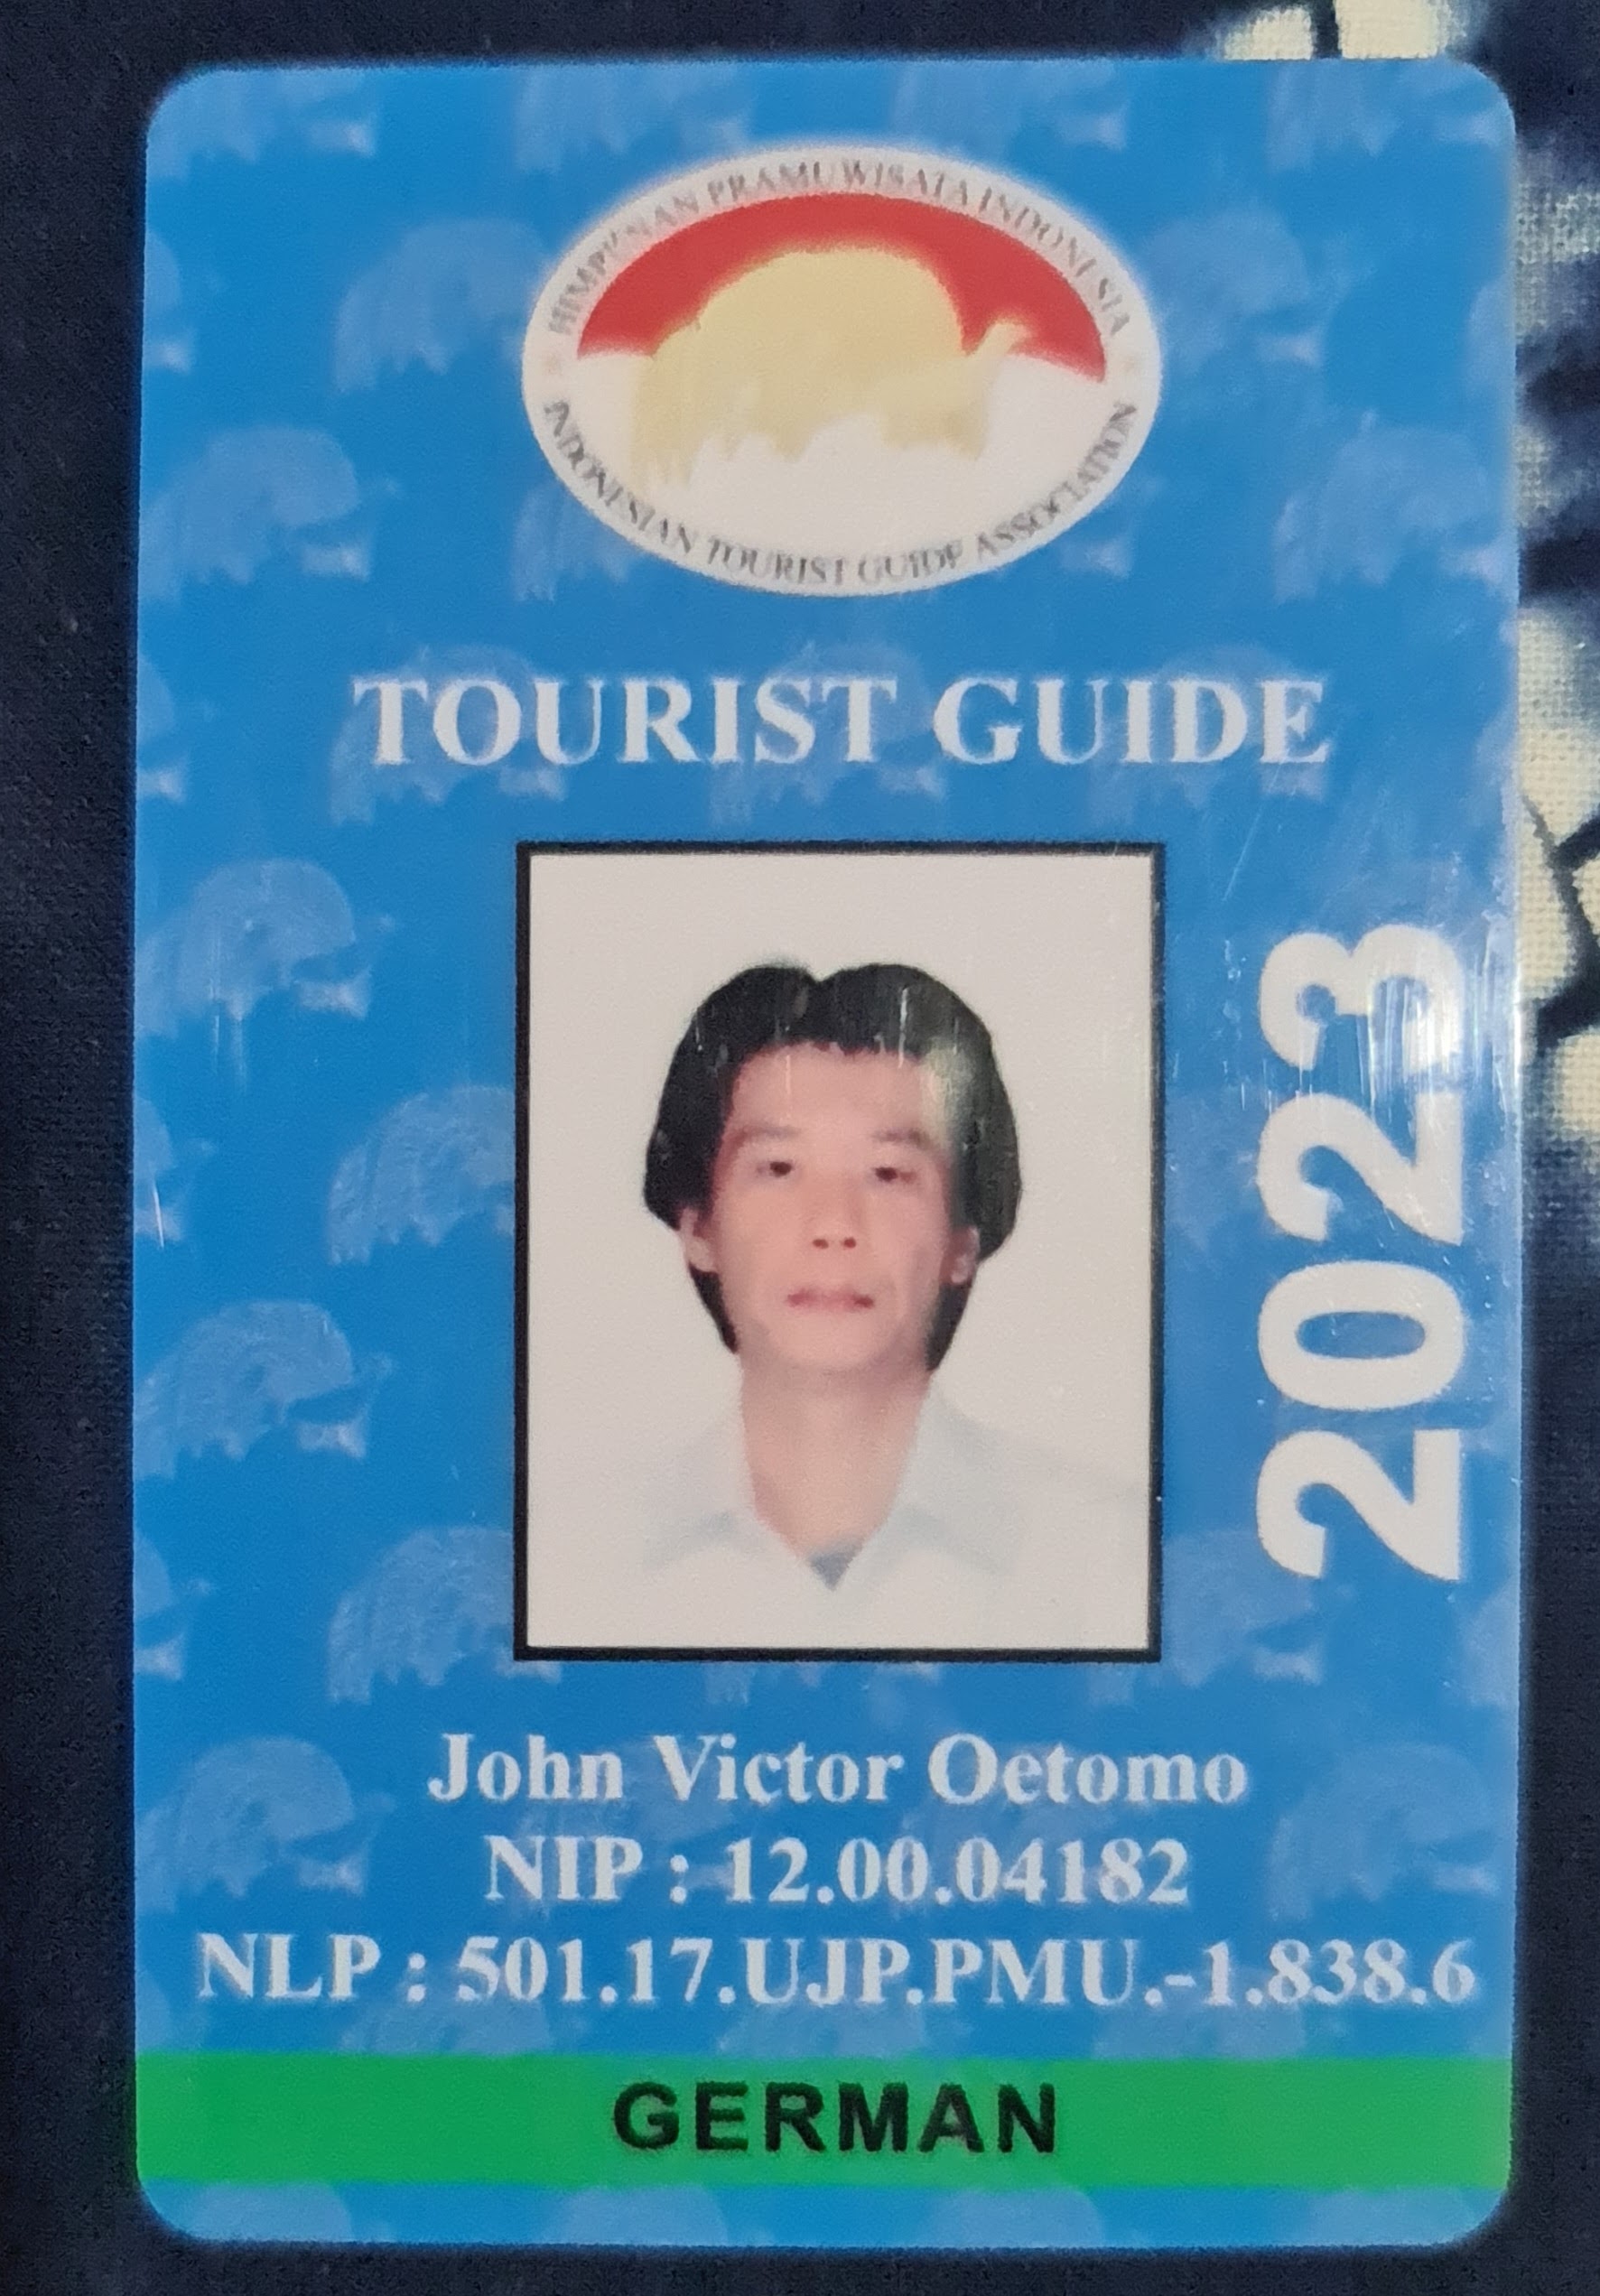 HIMPUNAN PRAMUWISATA INDONESIA
INDONESIAN TOURIST GUIDE ASSOCIATION
TOURIST GUIDE
2023
John Victor Oetomo
NIP : 12.00.04182
NLP : 501.17.UJP.PMU.-1.838.6
GERMAN